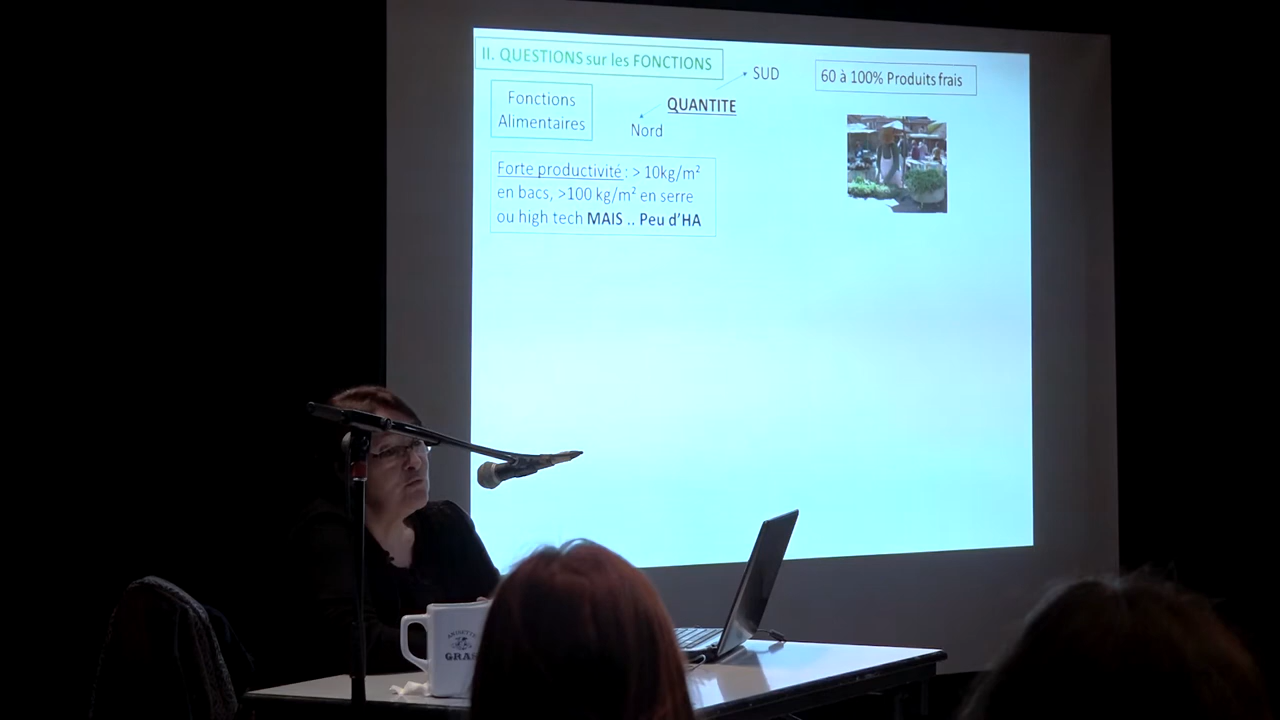 II. QUESTIONS sur les FONCTIONS
SUD
60 à 100% Produits frais
Fonctions
Alimentaires
QUANTITE
Nord
Forte productivité : > 10kg/m²
en bacs, >100 kg/m² en serre
ou high tech MAIS .. Peu d'HA